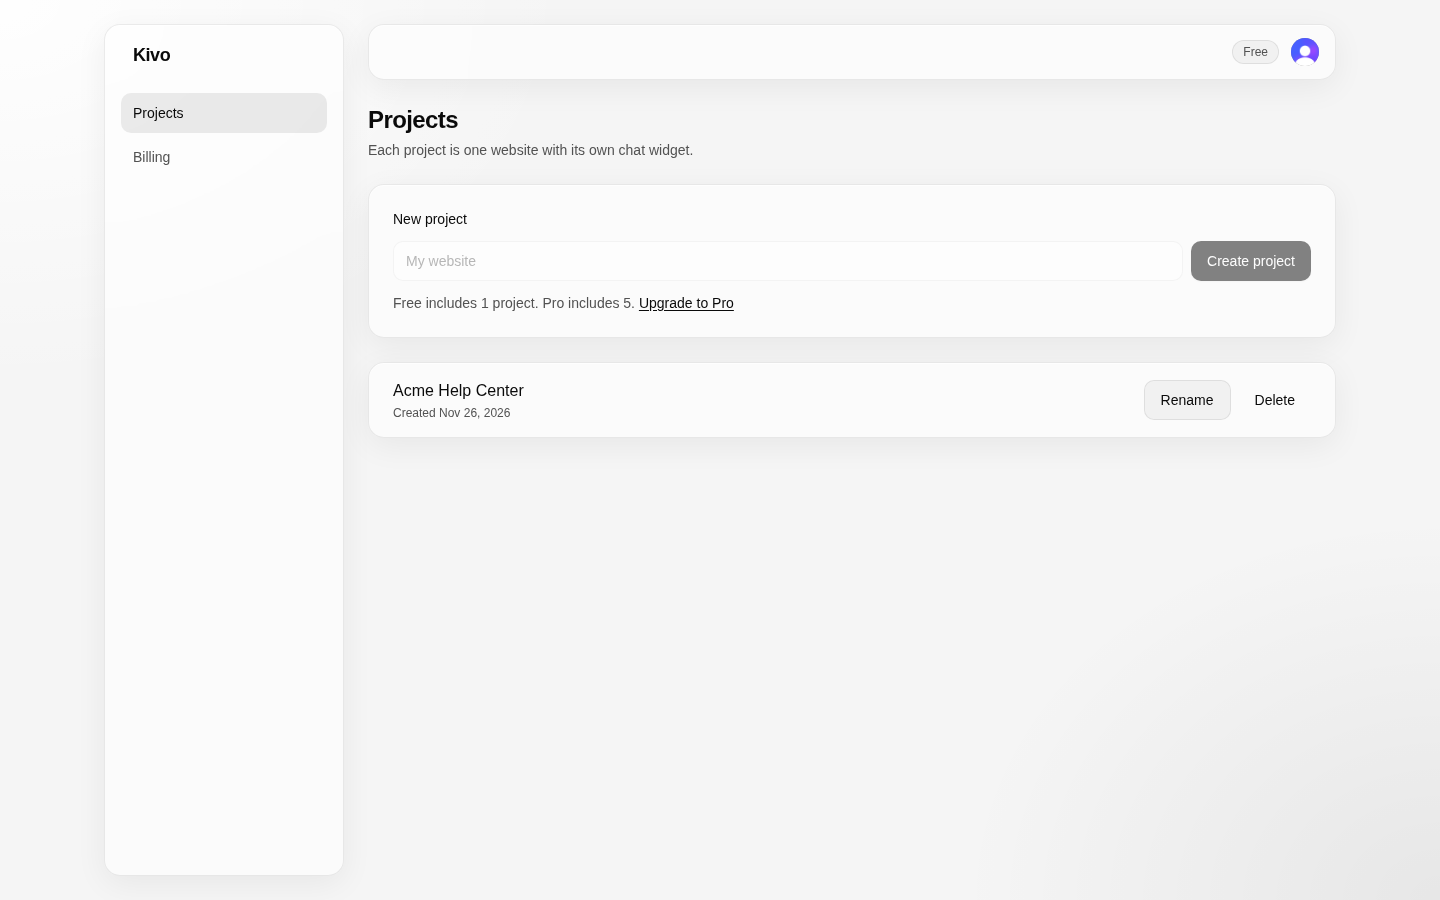 Kivo
Projects
Billing
Free
Projects
Each project is one website with its own chat widget.
New project
My website
Create project
Free includes 1 project. Pro includes 5. Upgrade to Pro
Acme Help Center
Created Nov 26, 2026
Rename
Delete